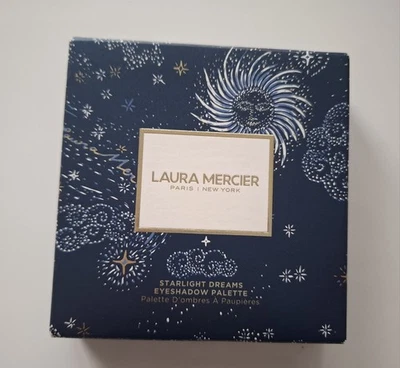 LAURA MERCIER
PARIS | NEW YORK
STARLIGHT DREAMS
EYESHADOW PALETTE
Palette D'ombres À Paupières